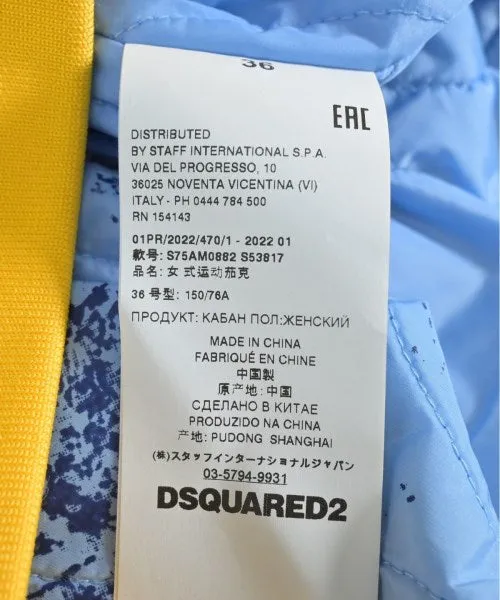 36
EAC
DISTRIBUTED
BY STAFF INTERNATIONAL S.P.A.
VIA DEL PROGRESSO, 10
36025 NOVENTA VICENTINA (VI)
ITALY - PH 0444 784 500
RN 154143
01PR/2022/470/1 - 2022 01
款号: S75AM0882 S53817
品名: 女 式运动茄克
36 号型: 150/76A
ПРОДУКТ: КАБАН ПОЛ:ЖЕНСКИЙ
MADE IN CHINA
FABRIQUÉ EN CHINE
中国製
原产地: 中国
СДЕЛАНО В КИТАЕ
PRODUZIDO NA CHINA
产地: PUDONG SHANGHAI
(株)スタッフインターナショナルジャパン
03-5794-9931
DSQUARED2